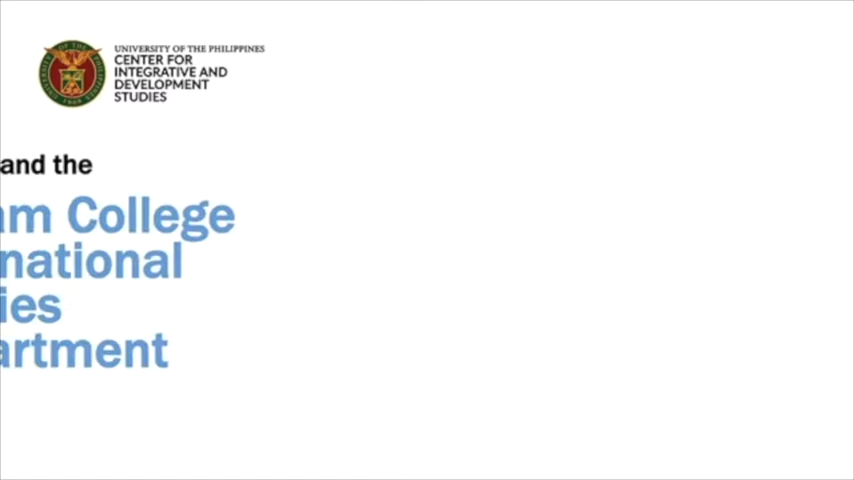 UNIVERSITY OF THE PHILIPPINES
CENTER FOR
INTEGRATIVE AND
DEVELOPMENT
STUDIES
and the
am College
national
ies
artment